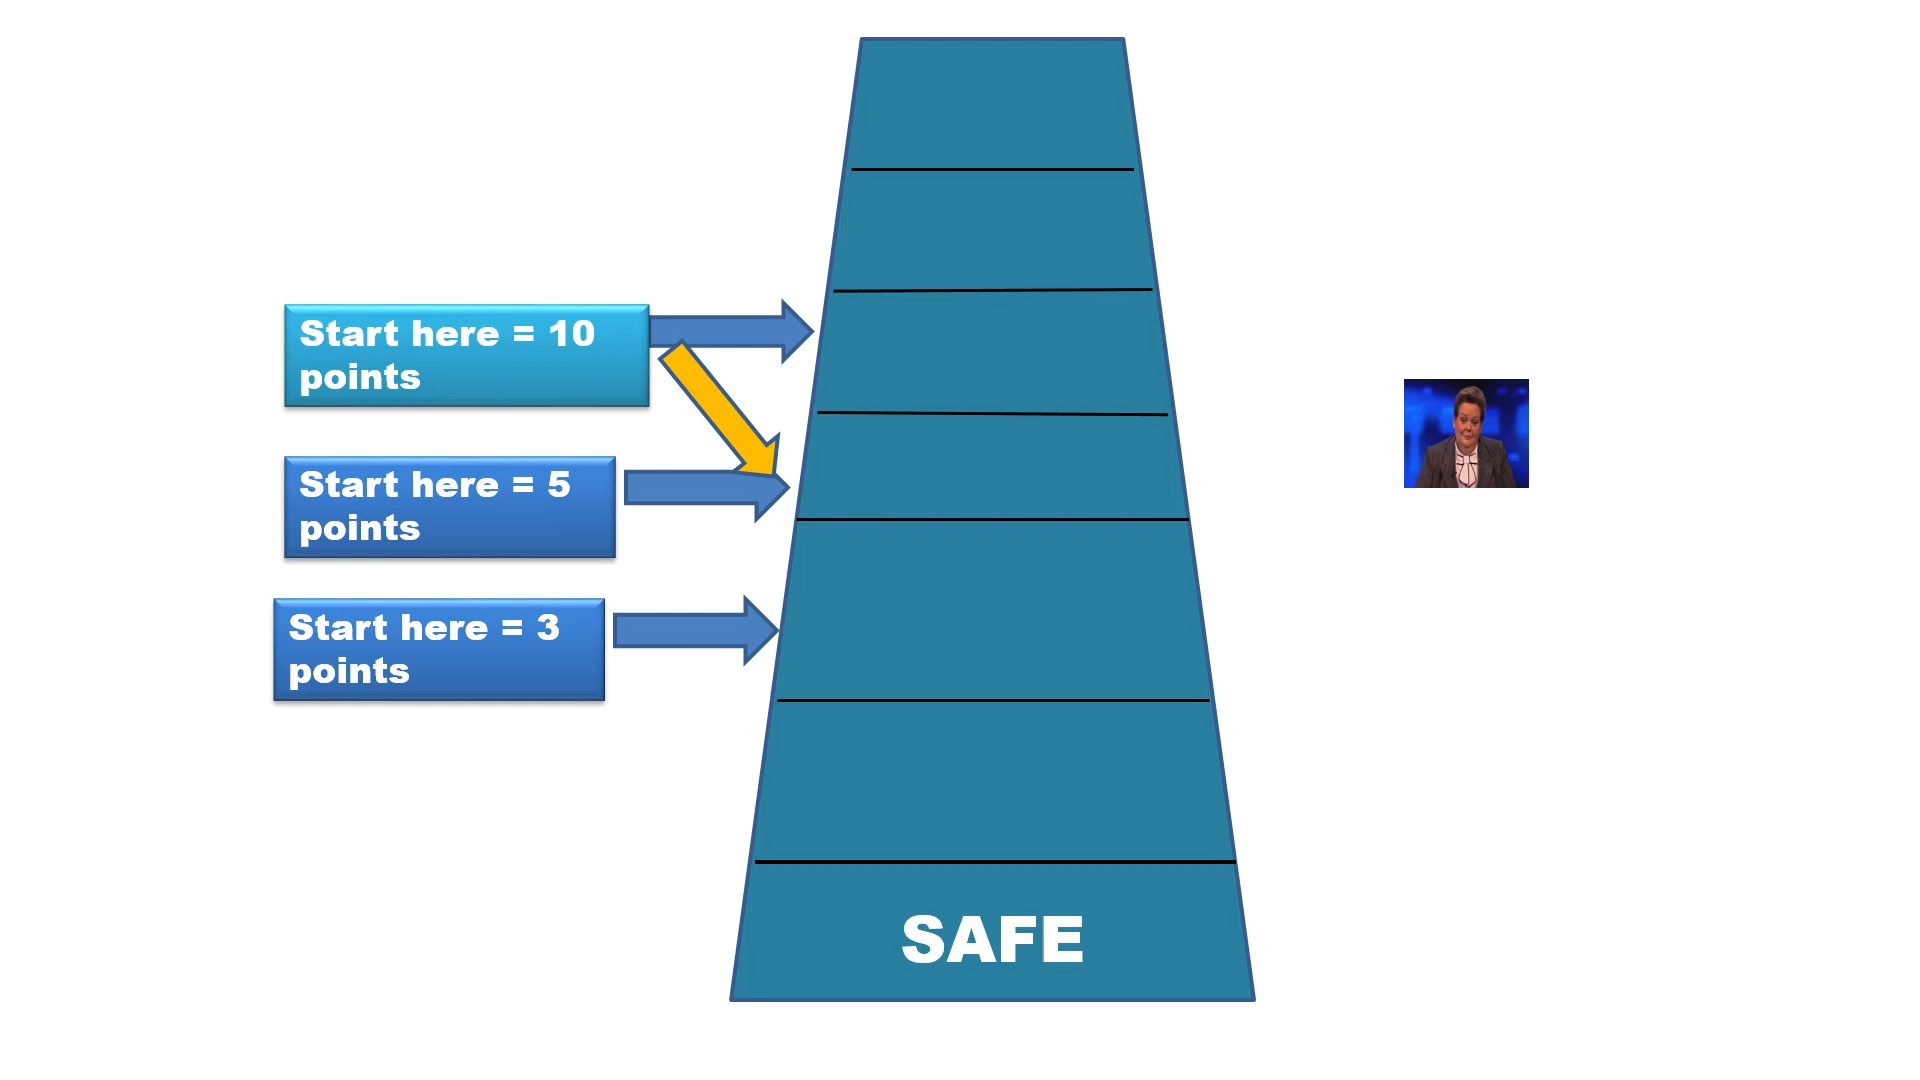 Start here = 10
points
Start here = 5
points
Start here = 3
points
SAFE